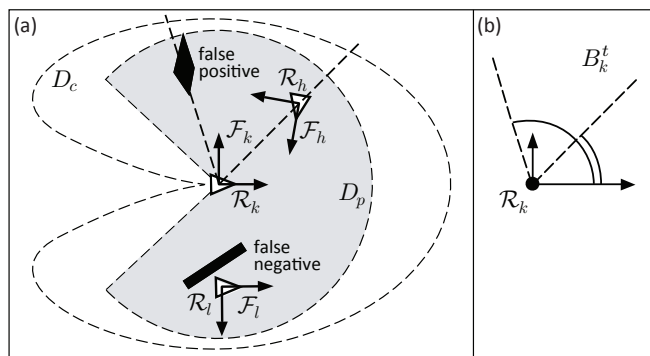 (a)
false
positive
D_c
R_h
F_k
F_h
R_k
D_p
false
negative
R_l
F_l
(b)
B_k^t
R_k